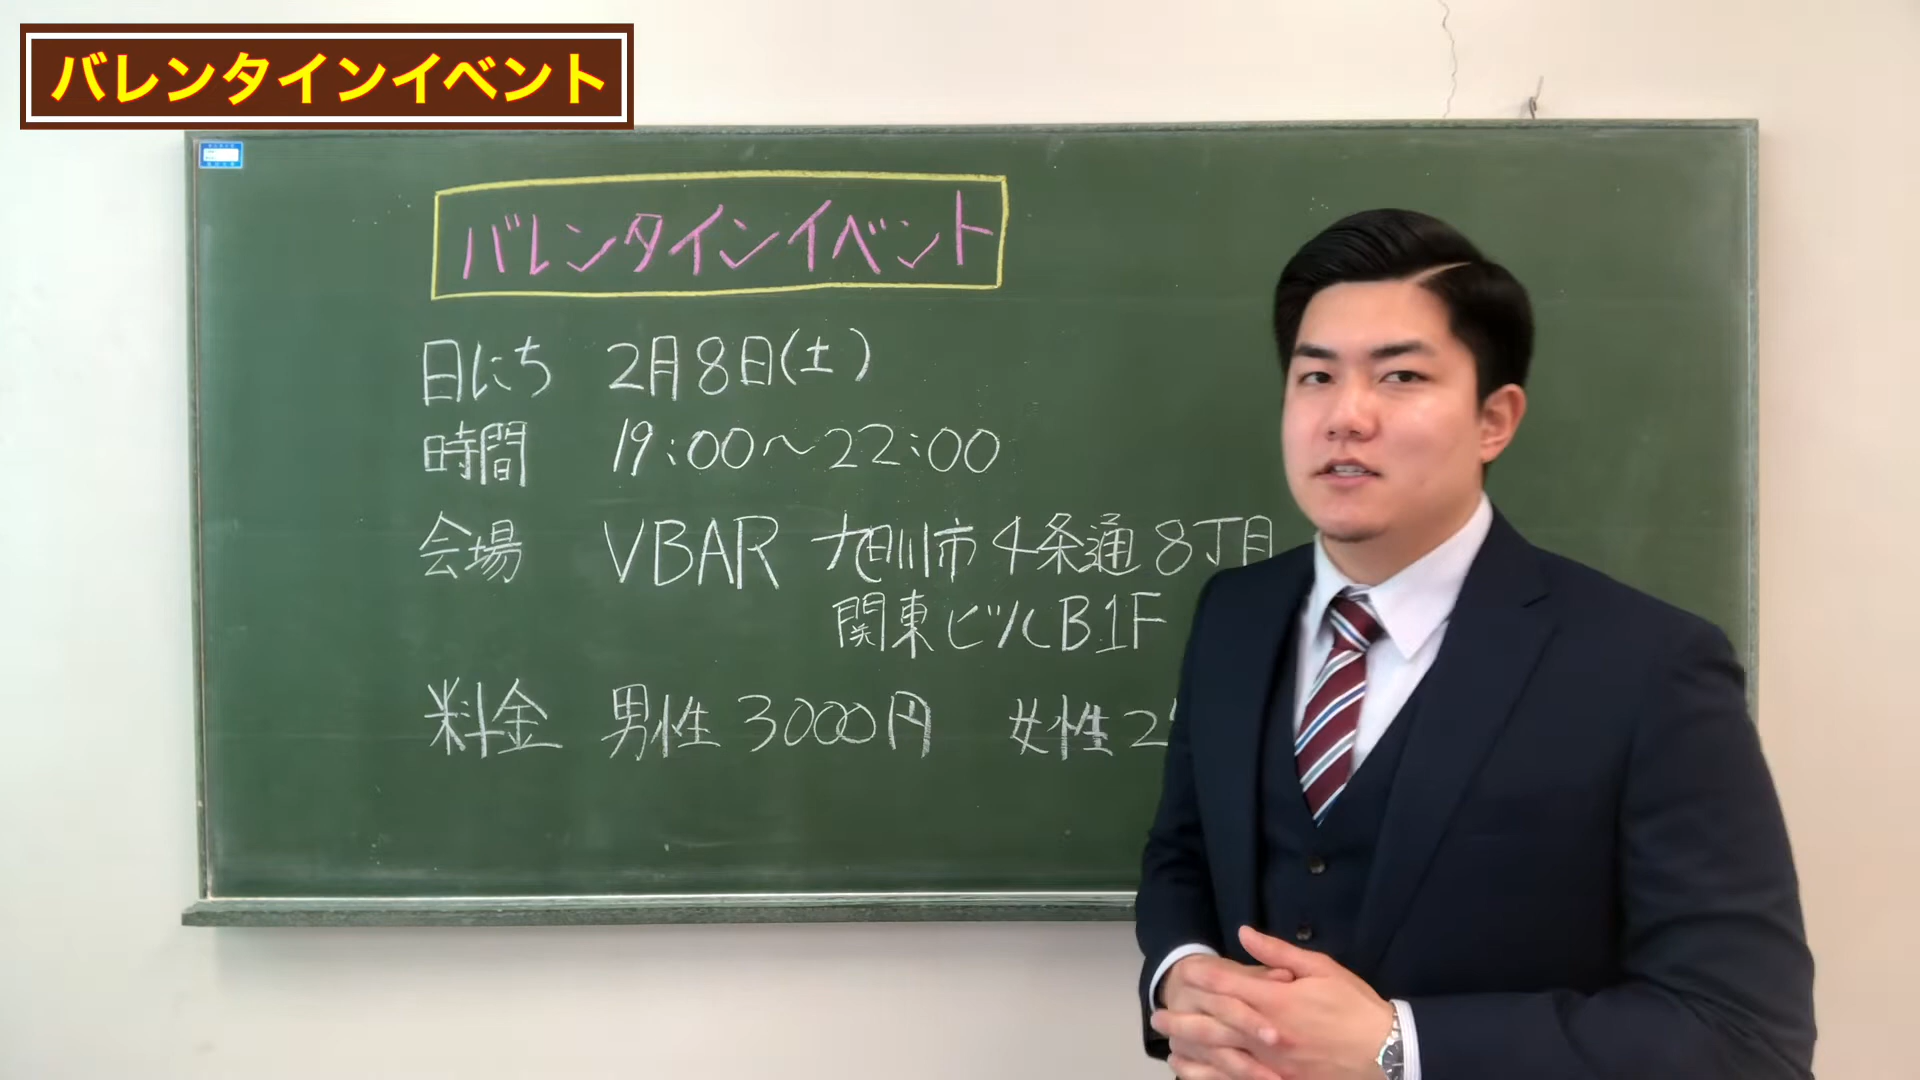 バレンタインイベント
バレンタインイベント
日にち 2月8日(土)
時間 19:00~22:00
会場 VBAR 旭川市4条通8丁目
関東ビルB1F
料金 男性3000円 女性2